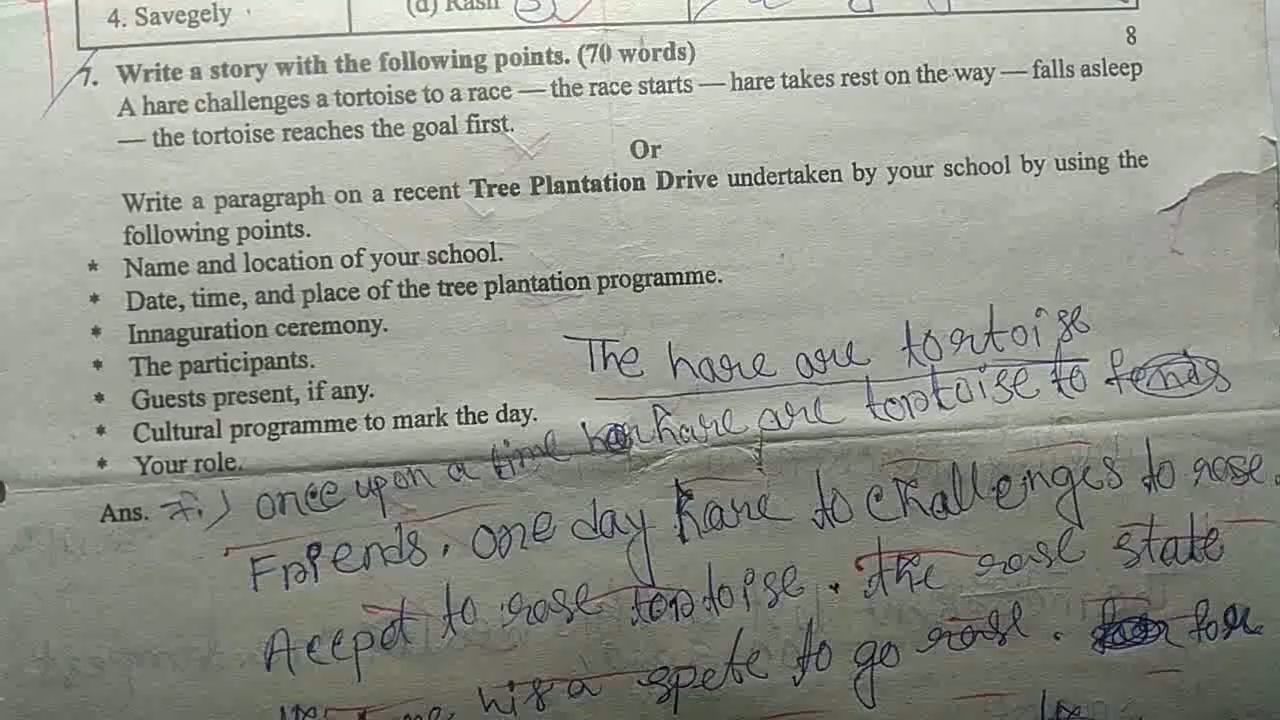 4. Savegely
(d) Rash
8
7. Write a story with the following points. (70 words)
A hare challenges a tortoise to a race — the race starts — hare takes rest on the way — falls asleep
— the tortoise reaches the goal first.
Or
Write a paragraph on a recent Tree Plantation Drive undertaken by your school by using the
following points.
* Name and location of your school.
* Date, time, and place of the tree plantation programme.
* Innaguration ceremony.
* The participants.
* Guests present, if any.
* Cultural programme to mark the day.
* Your role.
The hare are tortoise
Ans. 7.) once upon a time hare are tortoise to
Friends. one day hare to challenges to rose.
Accept to rose tortoise. the rose state
his a spete to go rose. for